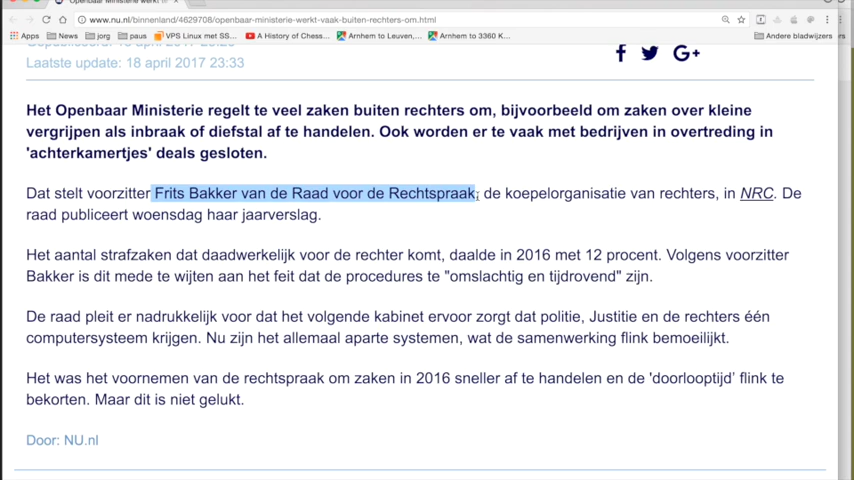 Openbaar Ministerie werkt te
www.nu.nl/binnenland/4629708/openbaar-ministerie-werkt-vaak-buiten-rechters-om.html
Apps News jorg paus VPS Linux met SS... A History of Chess... Arnhem to Leuven,... Arnhem to 3360 K... Andere bladwijzers
Laatste update: 18 april 2017 23:33
Het Openbaar Ministerie regelt te veel zaken buiten rechters om, bijvoorbeeld om zaken over kleine
vergrijpen als inbraak of diefstal af te handelen. Ook worden er te vaak met bedrijven in overtreding in
'achterkamertjes' deals gesloten.
Dat stelt voorzitter Frits Bakker van de Raad voor de Rechtspraak, de koepelorganisatie van rechters, in NRC. De
raad publiceert woensdag haar jaarverslag.
Het aantal strafzaken dat daadwerkelijk voor de rechter komt, daalde in 2016 met 12 procent. Volgens voorzitter
Bakker is dit mede te wijten aan het feit dat de procedures te "omslachtig en tijdrovend" zijn.
De raad pleit er nadrukkelijk voor dat het volgende kabinet ervoor zorgt dat politie, Justitie en de rechters één
computersysteem krijgen. Nu zijn het allemaal aparte systemen, wat de samenwerking flink bemoeilijkt.
Het was het voornemen van de rechtspraak om zaken in 2016 sneller af te handelen en de 'doorlooptijd' flink te
bekorten. Maar dit is niet gelukt.
Door: NU.nl